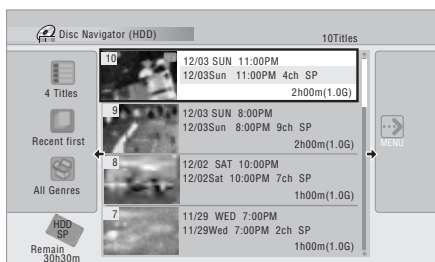 Disc Navigator (HDD)
10Titles
4 Titles
Recent first
All Genres
HDD
SP
Remain
30h30m
10
12/03 SUN 11:00PM
12/03Sun 11:00PM 4ch SP
2h00m(1.0G)
9
12/03 SUN 8:00PM
12/03Sun 8:00PM 9ch SP
2h00m(1.0G)
8
12/02 SAT 10:00PM
12/02Sat 10:00PM 7ch SP
1h00m(1.0G)
7
11/29 WED 7:00PM
11/29Wed 7:00PM 2ch SP
1h00m(1.0G)
MENU